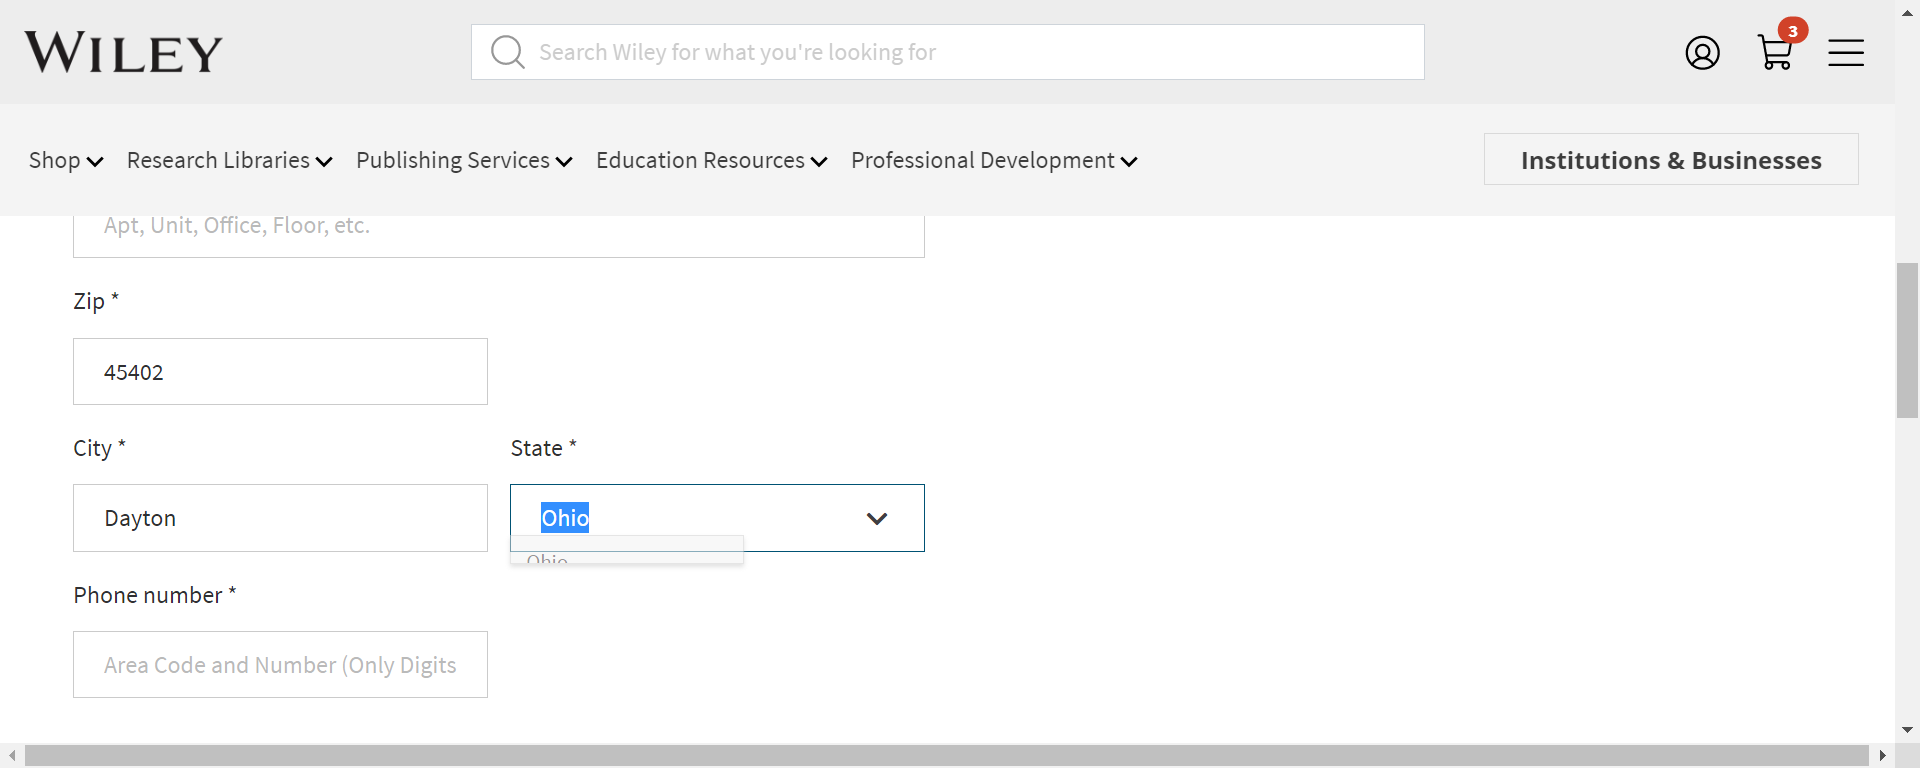 WILEY
Search Wiley for what you're looking for
3
Shop
Research Libraries
Publishing Services
Education Resources
Professional Development
Institutions & Businesses
Apt, Unit, Office, Floor, etc.
Zip *
45402
City *
State *
Dayton
Ohio
Ohio
Phone number *
Area Code and Number (Only Digits